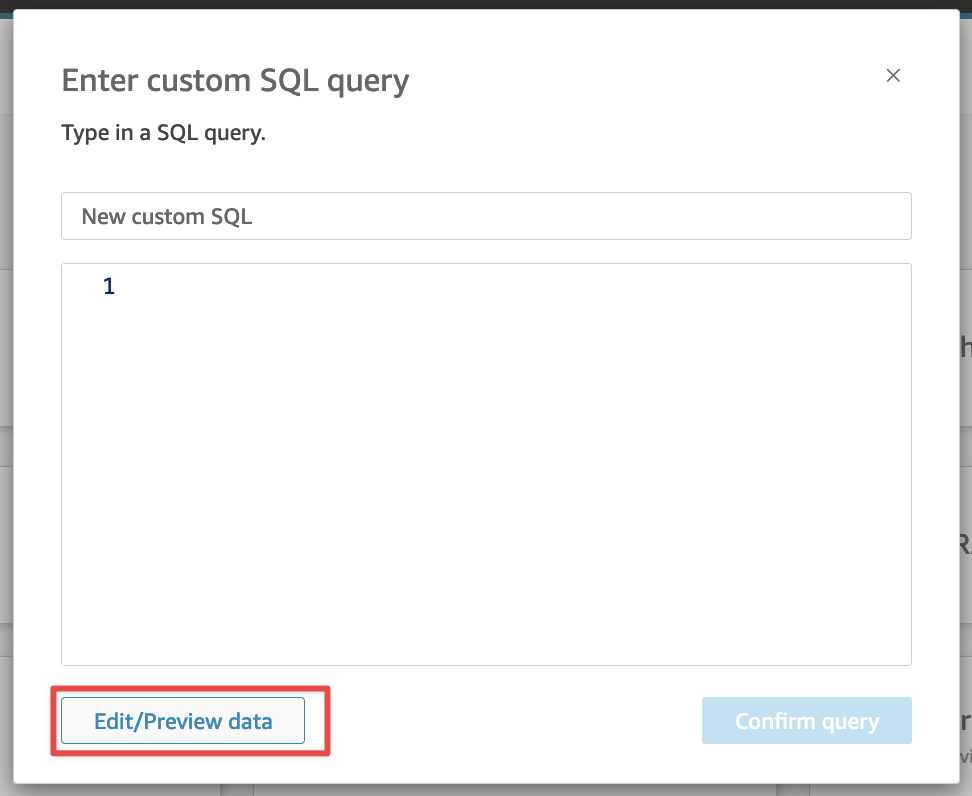 Enter custom SQL query
Type in a SQL query.
New custom SQL
1
Edit/Preview data
Confirm query